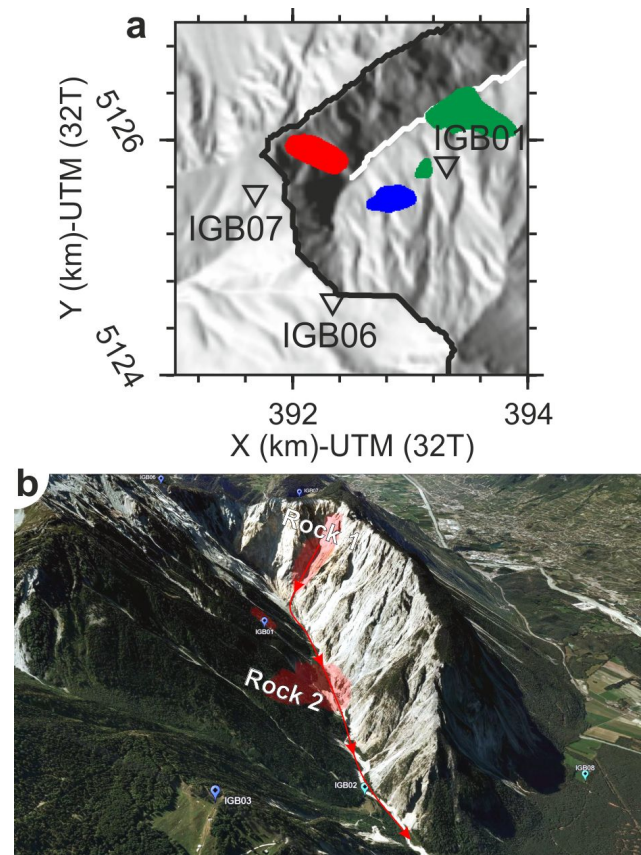 a
5126
5124
Y (km)-UTM (32T)
IGB01
IGB07
IGB06
392
394
X (km)-UTM (32T)
b
IGB06
IGB07
Rock 1
IGB01
Rock 2
IGB02
IGB08
IGB03